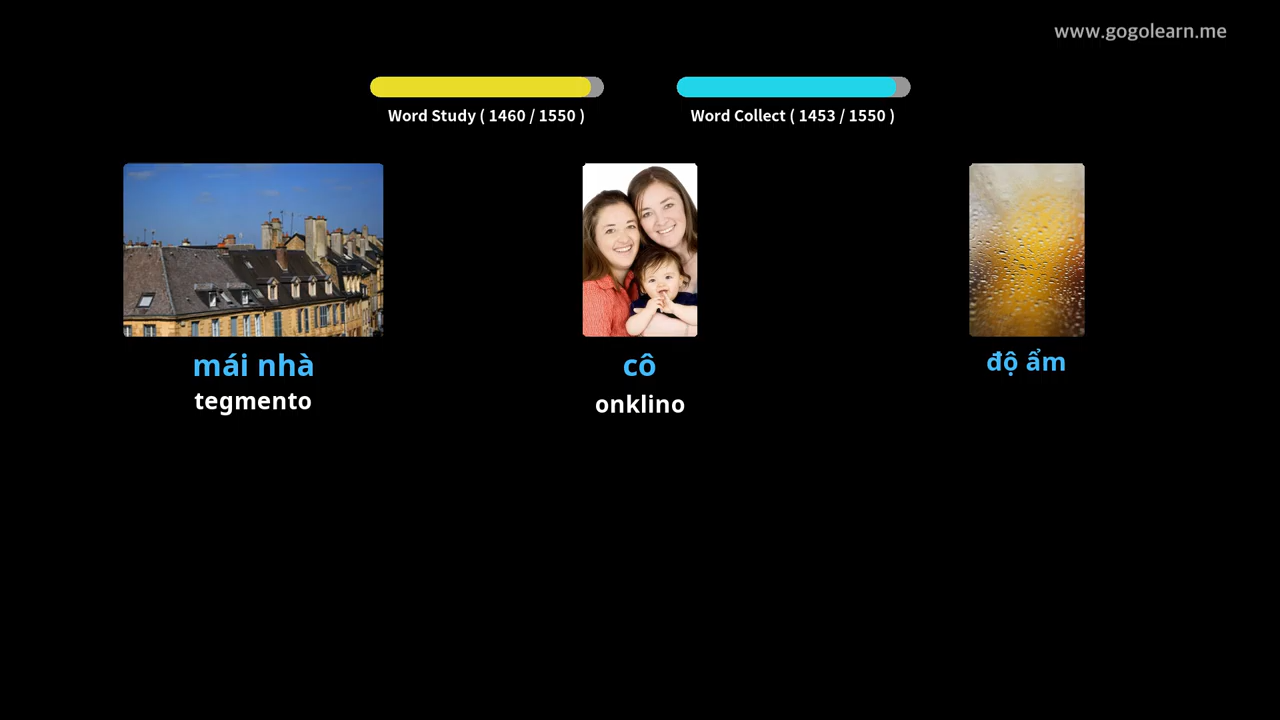 www.gogolearn.me
Word Study ( 1460 / 1550 )
Word Collect ( 1453 / 1550 )
mái nhà
tegmento
cô
onklino
độ ẩm